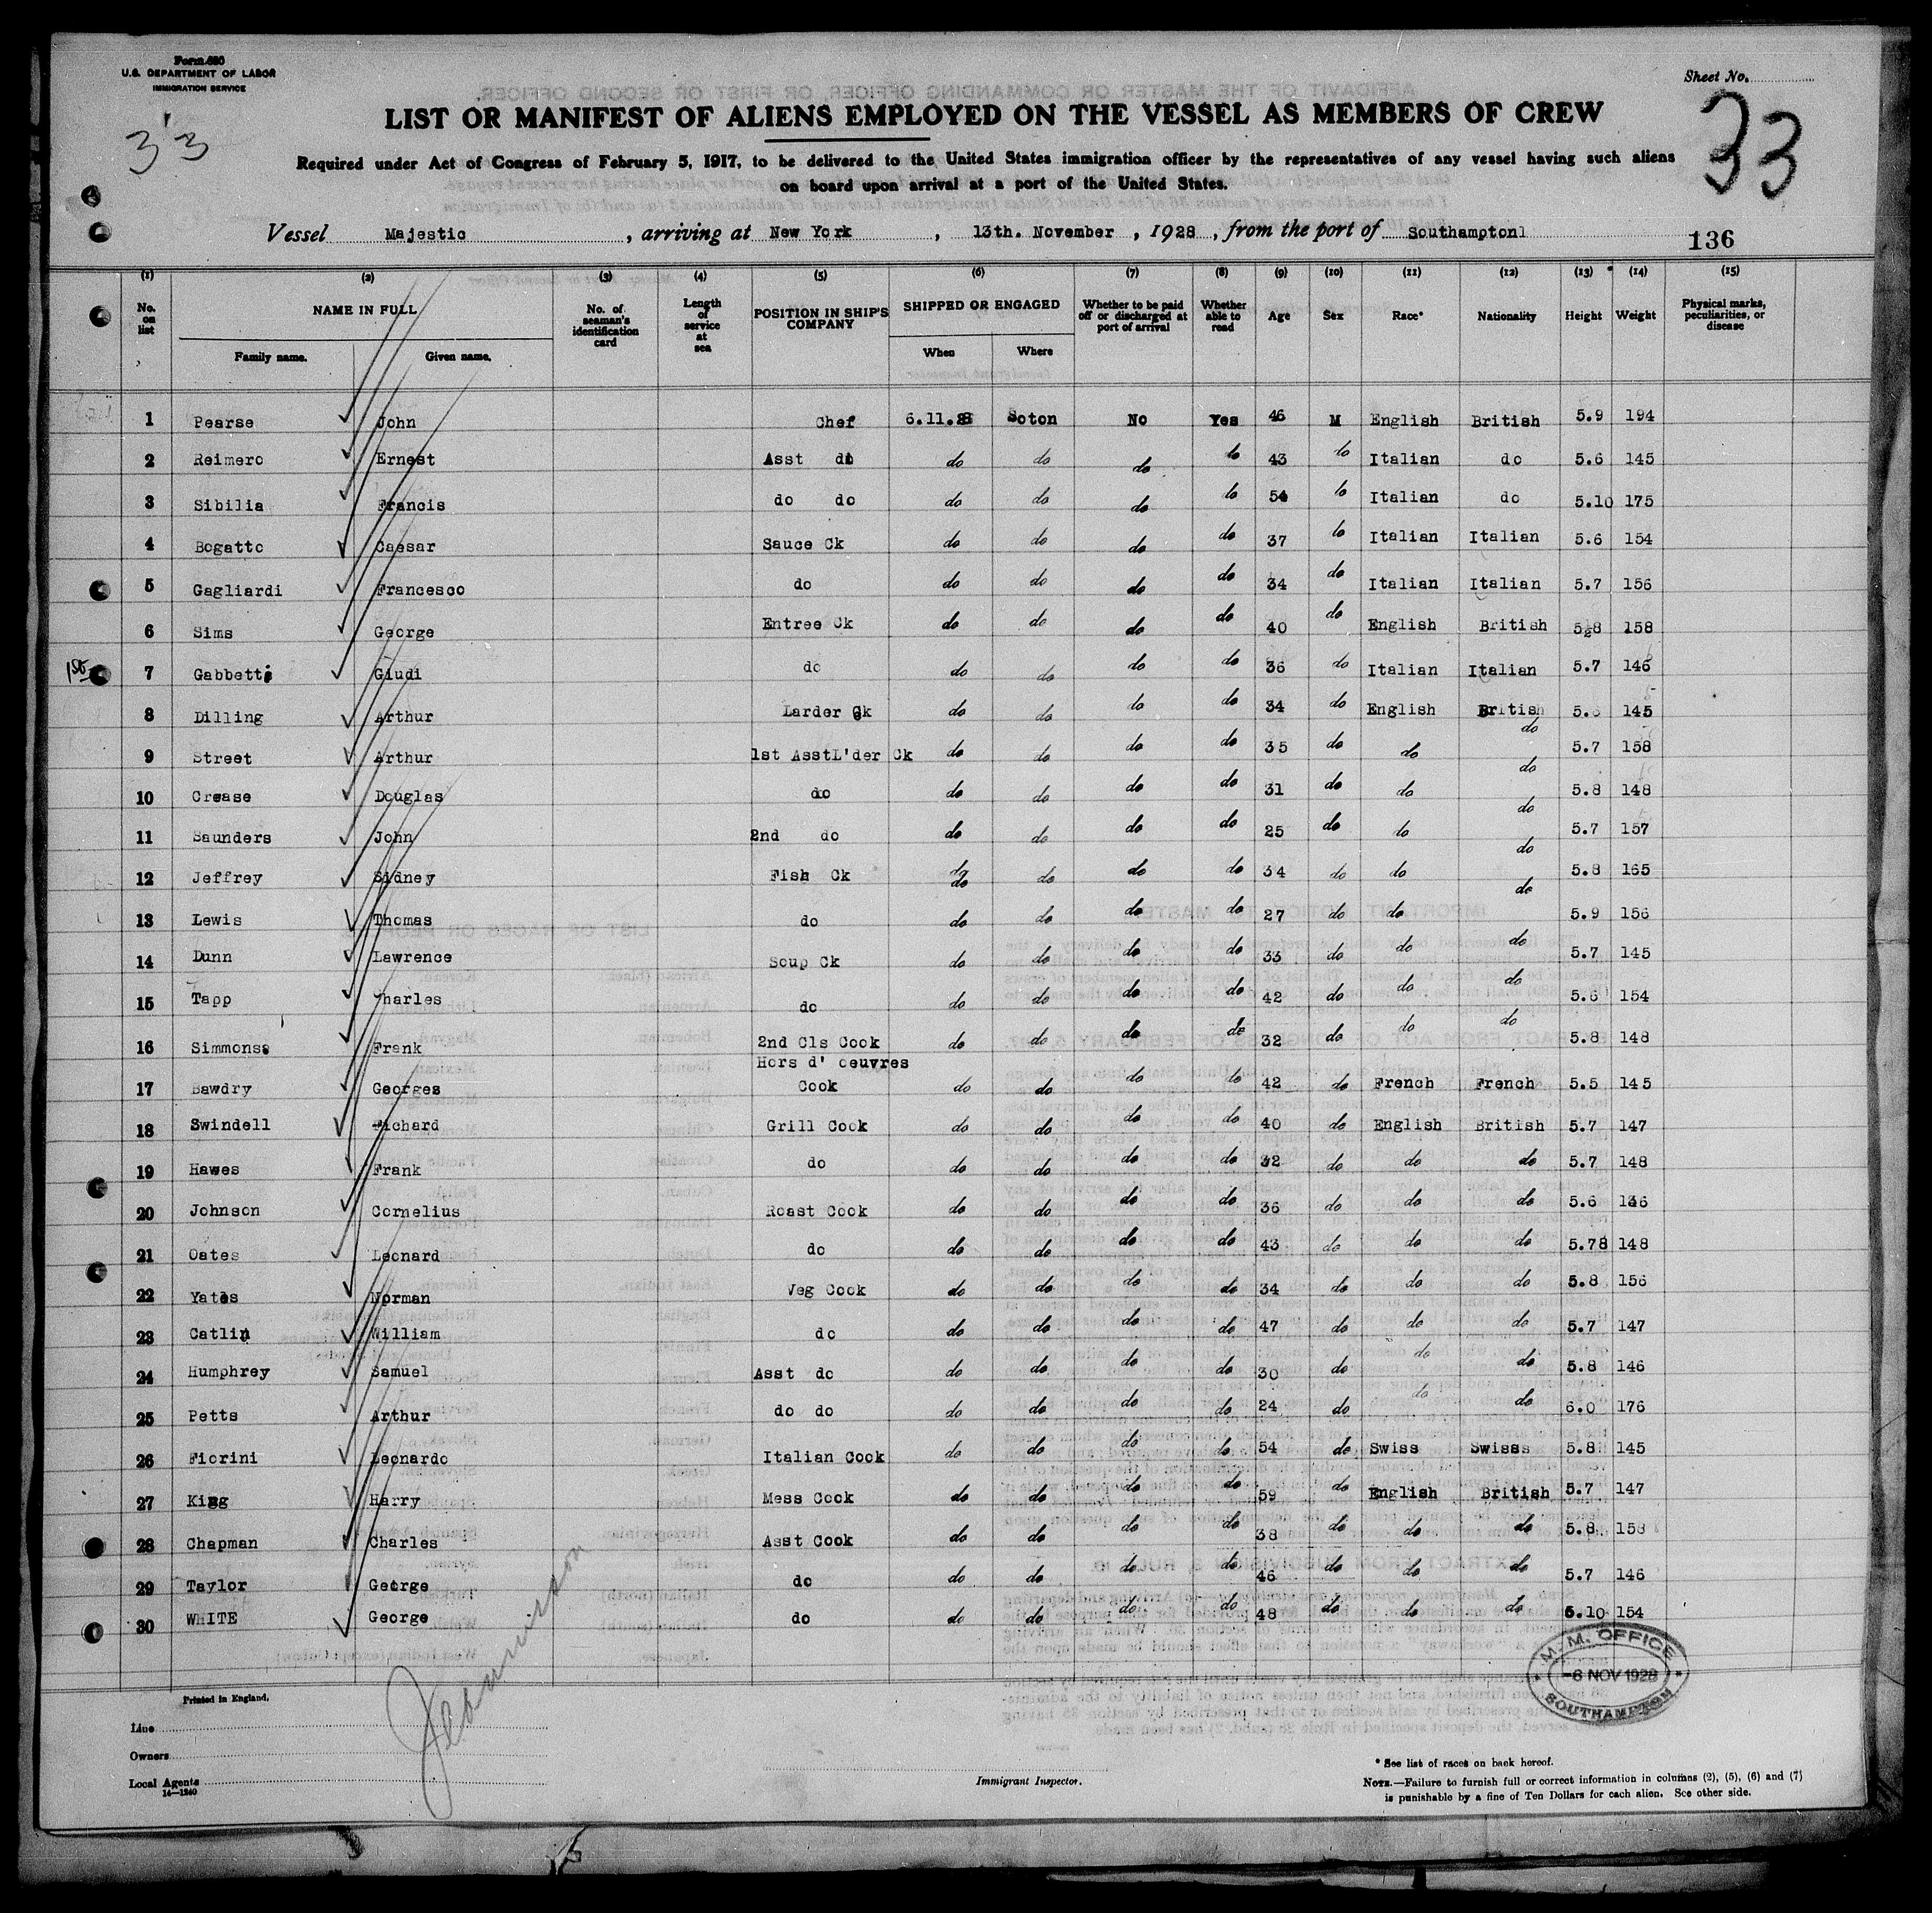 Form 680
U.S. DEPARTMENT OF LABOR
IMMIGRATION SERVICE
Sheet No.
33
33
LIST OR MANIFEST OF ALIENS EMPLOYED ON THE VESSEL AS MEMBERS OF CREW
Required under Act of Congress of February 5, 1917, to be delivered to the United States immigration officer by the representatives of any vessel having such aliens
on board upon arrival at a port of the United States.
Vessel Majestic, arriving at New York, 13th. November, 1928, from the port of Southampton
136
(1) (2) (3) (4) (5) (6) (7) (8) (9) (10) (11) (12) (13) (14) (15)
No. on list NAME IN FULL Family name. Given name. No. of seaman's identification card Length of service at sea POSITION IN SHIP'S COMPANY SHIPPED OR ENGAGED When Where Whether to be paid off or discharged at port of arrival Whether able to read Age Sex Race* Nationality Height Weight Physical marks, peculiarities, or disease
1 Pearse John Chef 6.11.28 Soton No Yes 46 M English British 5.9 194
2 Reimero Ernest Asst do do do do do 43 do Italian do 5.6 145
3 Sibilia Francis do do do do do do 54 do Italian do 5.10 175
4 Bogatto Caesar Sauce Ck do do do do 37 do Italian Italian 5.6 154
5 Gagliardi Francesco do do do do do 34 do Italian Italian 5.7 156
6 Sims George Entree Ck do do do do 40 do English British 5.8 158
1st 7 Gabbetti Giudi do do do do do 36 do Italian Italian 5.7 146
8 Dilling Arthur Larder Ck do do do do 34 do English British 5. 145
9 Street Arthur 1st AsstL'der Ck do do do do 35 do do do 5.7 158
10 Crease Douglas do do do do do 31 do do do 5.8 148
11 Saunders John 2nd do do do do do 25 do do do 5.7 157
12 Jeffrey Sidney Fish Ck do do do do 34 do do do 5.8 165
13 Lewis Thomas do do do do do 27 do do do 5.9 156
14 Dunn Lawrence Soup Ck do do do do 33 do do do 5.7 145
15 Tapp Charles do do do do do 42 do do do 5.6 154
16 Simmonss Frank 2nd Cls Cook do do do do 32 do do do 5.8 148
17 Bawdry Georges Hors d' oeuvres Cook do do do do 42 do French French 5.5 145
18 Swindell Richard Grill Cook do do do do 40 do English British 5.7 147
19 Hawes Frank do do do do do 32 do do do 5.7 148
20 Johnson Cornelius Roast Cook do do do do 36 do do do 5.6 136
21 Oates Leonard do do do do do 43 do do do 5.78 148
22 Yates Norman Veg Cook do do do do 34 do do do 5.8 156
23 Catlin William do do do do do 47 do do do 5.7 147
24 Humphrey Samuel Asst do do do do do 30 do do do 5.8 146
25 Petts Arthur do do do do do do 24 do do do 6.0 176
26 Fiorini Leonardo Italian Cook do do do do 54 do Swiss Swisss 5.8 145
27 King Harry Mess Cook do do do do 59 do English British 5.7 147
28 Chapman Charles Asst Cook do do do do 38 do do do 5.8 158
29 Taylor George do do do do do 46 do do do 5.7 146
30 WHITE George do do do do do 48 do do do 5.10 154
M.M. OFFICE
-6 NOV 1928
SOUTHAMPTON
Printed in England.
Line
Owners
Local Agents
14—1240
Immigrant Inspector.
* See list of races on back hereof.
NOTE.—Failure to furnish full or correct information in columns (2), (5), (6) and (7)
is punishable by a fine of Ten Dollars for each alien. See other side.